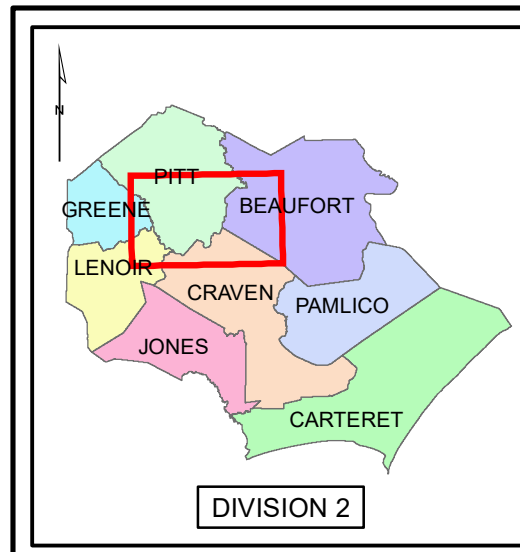 N
PITT
GREENE
BEAUFORT
LENOIR
CRAVEN
PAMLICO
JONES
CARTERET
DIVISION 2